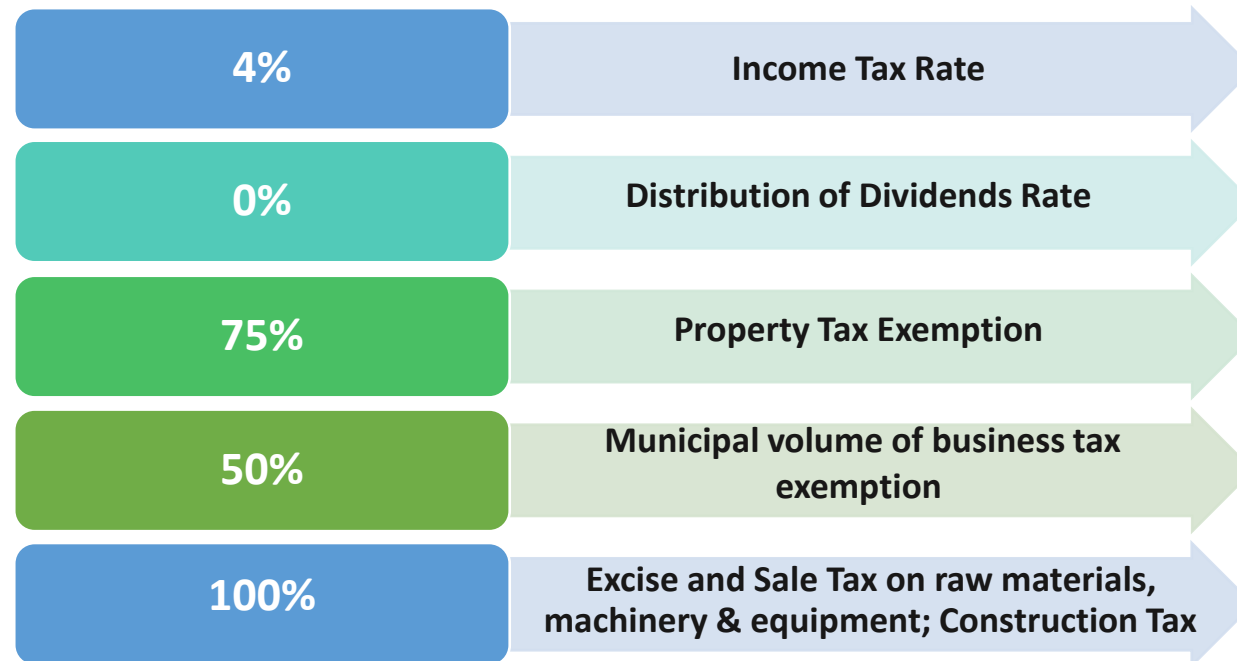 4%
Income Tax Rate
0%
Distribution of Dividends Rate
75%
Property Tax Exemption
50%
Municipal volume of business tax
exemption
100%
Excise and Sale Tax on raw materials,
machinery & equipment; Construction Tax